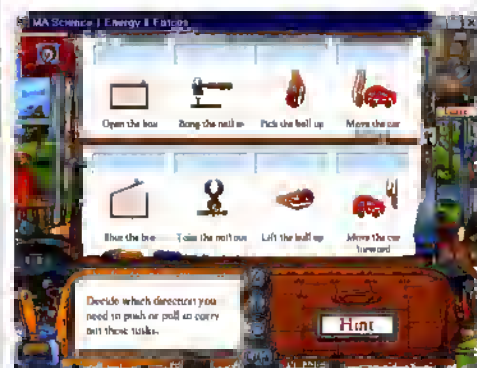 MA Science | Energy & Forces
Open the box
Bang the nail in
Pick the ball up
Move the car
Shut the box
Take the nail out
Lift the ball up
Move the car
forward
Decide which direction you
need to push or pull to carry
out these tasks.
Hint